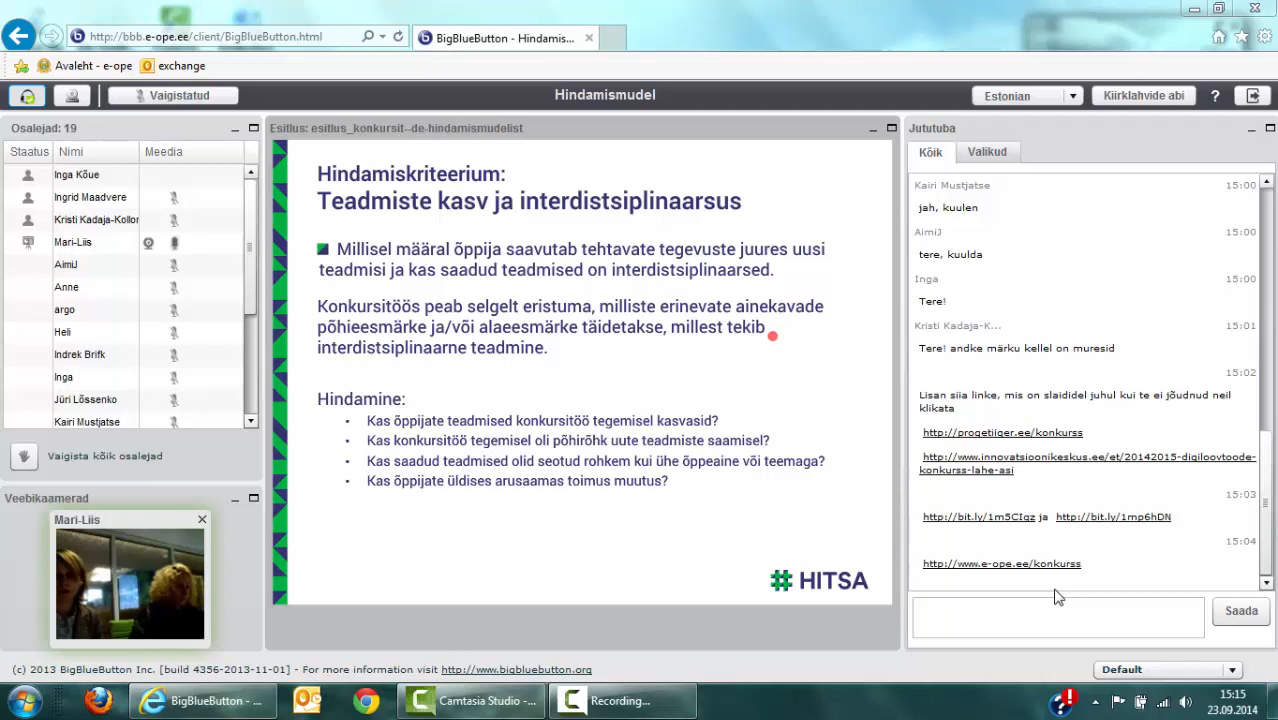 http://bbb.e-ope.ee/client/BigBlueButton.html
BigBlueButton - Hindamis...
Avaleht - e-ope
exchange
Vaigistatud
Hindamismudel
Estonian
Kiirklahvide abi
?
Osalejad: 19
Staatus Nimi Meedia
Inga Kõue
Ingrid Maadvere
Kristi Kadaja-Kollor
Mari-Liis
AimiJ
Anne
argo
Heli
Indrek Brifk
Inga
Jüri Lõssenko
Kairi Mustjatse
Vaigista kõik osalejad
Veebikaamerad
Mari-Liis
Esitlus: esitlus_konkursit--de-hindamismudelist
Hindamiskriteerium:
Teadmiste kasv ja interdistsiplinaarsus
Millisel määral õppija saavutab tehtavate tegevuste juures uusi
teadmisi ja kas saadud teadmised on interdistsiplinaarsed.
Konkursitöös peab selgelt eristuma, milliste erinevate ainekavade
põhieesmärke ja/või alaeesmärke täidetakse, millest tekib
interdistsiplinaarne teadmine.
Hindamine:
• Kas õppijate teadmised konkursitöö tegemisel kasvasid?
• Kas konkursitöö tegemisel oli põhirõhk uute teadmiste saamisel?
• Kas saadud teadmised olid seotud rohkem kui ühe õppeaine või teemaga?
• Kas õppijate üldises arusaamas toimus muutus?
HITSA
Jututuba
Kõik Valikud
Kairi Mustjatse 15:00
jah, kuulen
AimiJ 15:00
tere, kuulda
Inga 15:00
Tere!
Kristi Kadaja-K... 15:01
Tere! andke märku kellel on muresid
15:02
Lisan siia linke, mis on slaididel juhul kui te ei jõudnud neil
klikata
http://progetiiger.ee/konkurss
http://www.innovatsioonikeskus.ee/et/20142015-digiloovtoode-
konkurss-lahe-asi
15:03
http://bit.ly/1m5CIqz ja http://bit.ly/1mp6hDN
15:04
http://www.e-ope.ee/konkurss
Saada
(c) 2013 BigBlueButton Inc. [build 4356-2013-11-01] - For more information visit http://www.bigbluebutton.org
Default
BigBlueButton - ...
Camtasia Studio -...
Recording...
15:15
23.09.2014